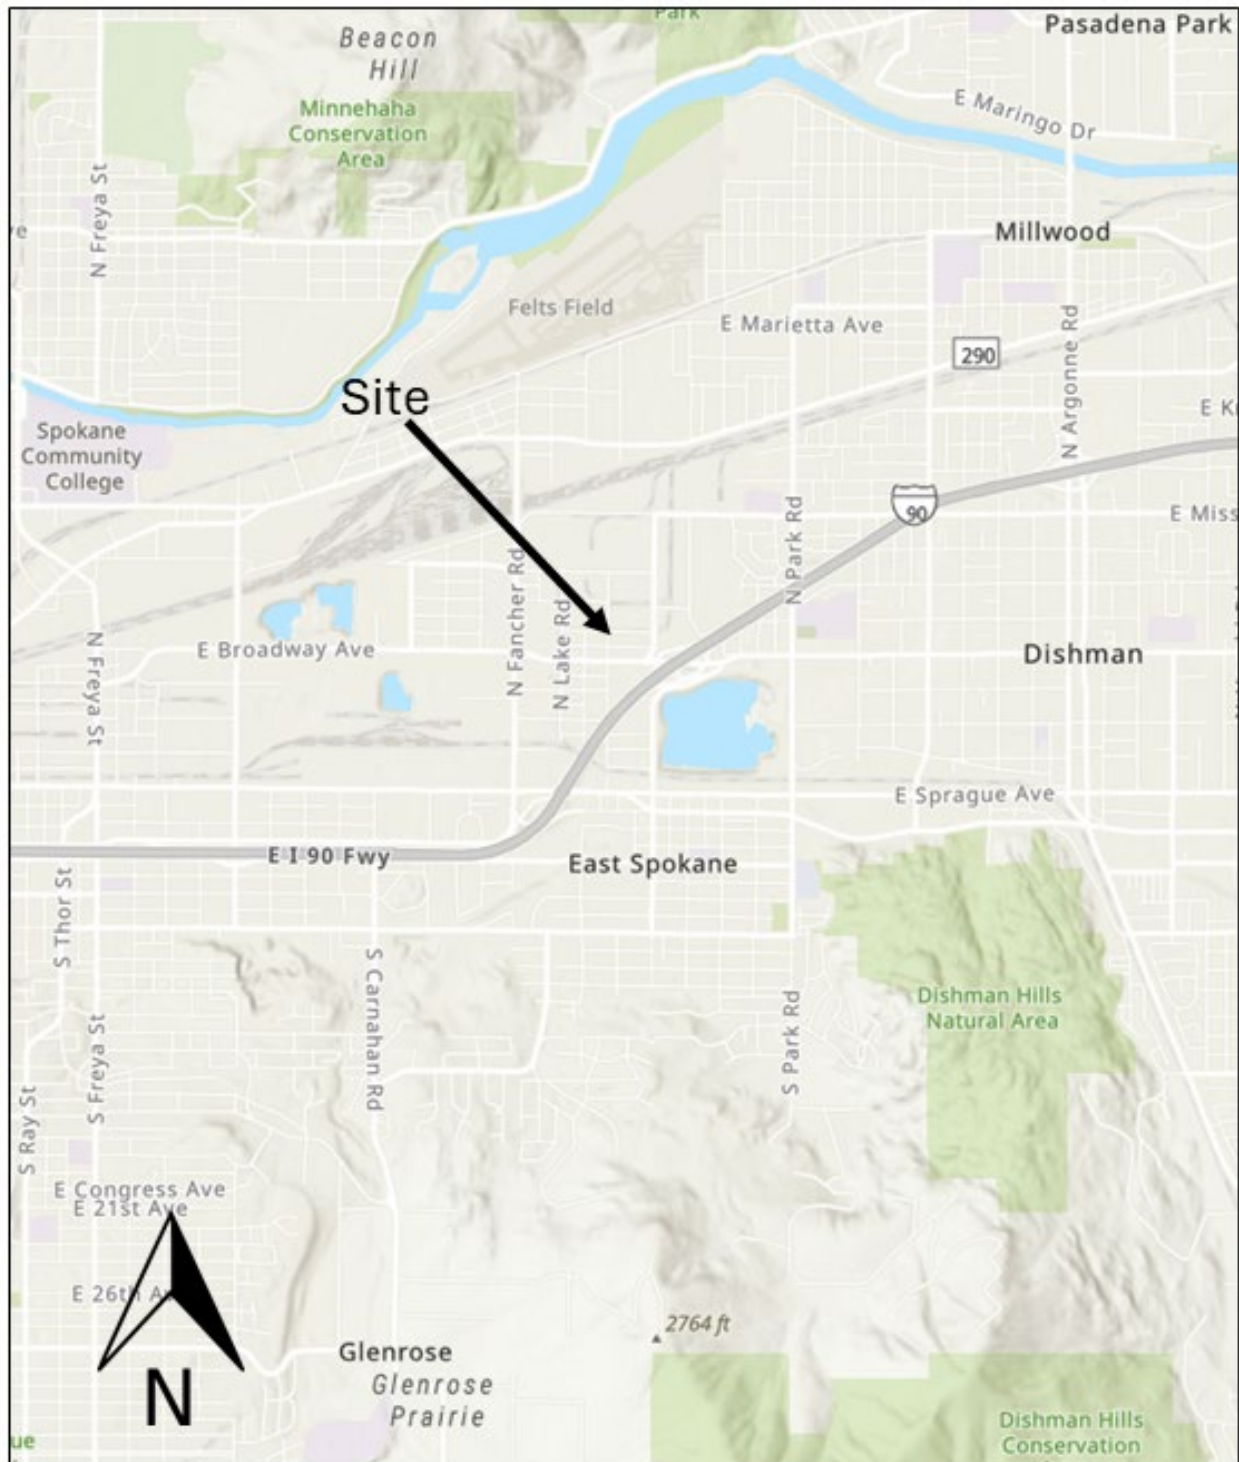 Park
Pasadena Park
Beacon
Hill
Minnehaha
Conservation
Area
E Maringo Dr
N Freya St
Millwood
Felts Field
E Marietta Ave
290
N Argonne Rd
Site
Spokane
Community
College
90
E Miss
N Park Rd
N Fancher Rd
N Lake Rd
E Broadway Ave
N Freya St
Dishman
E Sprague Ave
E I 90 Fwy
East Spokane
S Thor St
S Carnahan Rd
Dishman Hills
Natural Area
S Park Rd
S Freya St
S Ray St
E Congress Ave
E 21st Ave
E 26th A
2764 ft
Glenrose
Glenrose
Prairie
N
Dishman Hills
Conservation
ue